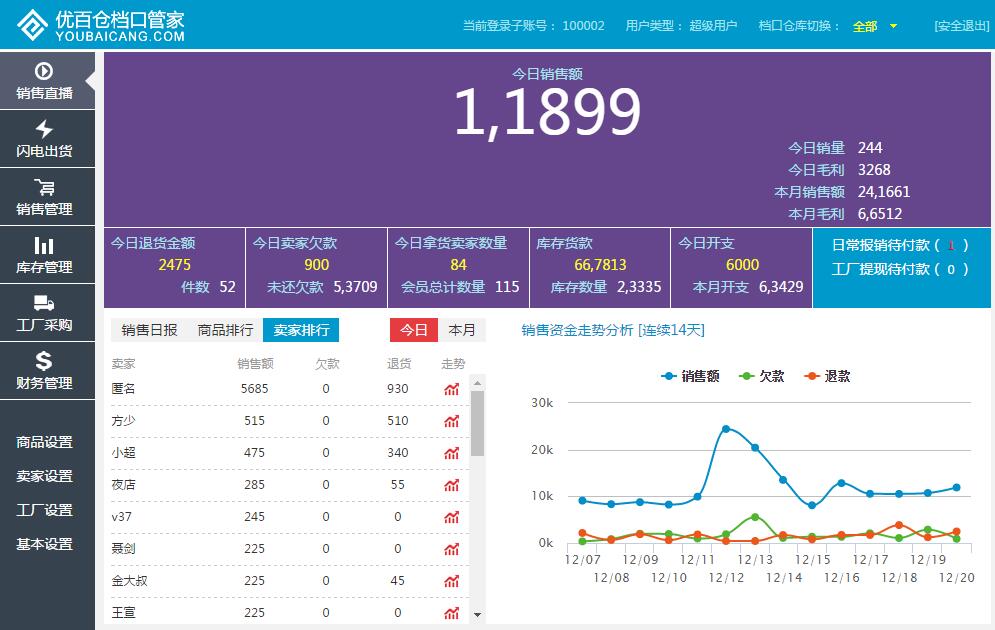 优百仓档口管家
YOUBAICANG.COM
当前登录子账号： 100002 用户类型： 超级用户 档口仓库切换： 全部 [安全退出]
销售直播
闪电出货
销售管理
库存管理
工厂采购
财务管理
商品设置
卖家设置
工厂设置
基本设置
今日销售额
1,1899
今日销量 244
今日毛利 3268
本月销售额 24,1661
本月毛利 6,6512
今日退货金额
2475
件数 52
今日卖家欠款
900
未还欠款 5,3709
今日拿货卖家数量
84
会员总计数量 115
库存货款
66,7813
库存数量 2,3335
今日开支
6000
本月开支 6,3429
日常报销待付款 ( 1 )
工厂提现待付款 ( 0 )
销售日报 商品排行 卖家排行 今日 本月
卖家 销售额 欠款 退货 走势
匿名 5685 0 930
方少 515 0 510
小超 475 0 340
夜店 285 0 55
v37 245 0 0
聂剑 225 0 0
金大叔 225 0 45
王宣 225 0 0
销售资金走势分析 [连续14天]
销售额 欠款 退款
30k
20k
10k
0k
12/07 12/09 12/11 12/13 12/15 12/17 12/19
12/08 12/10 12/12 12/14 12/16 12/18 12/20